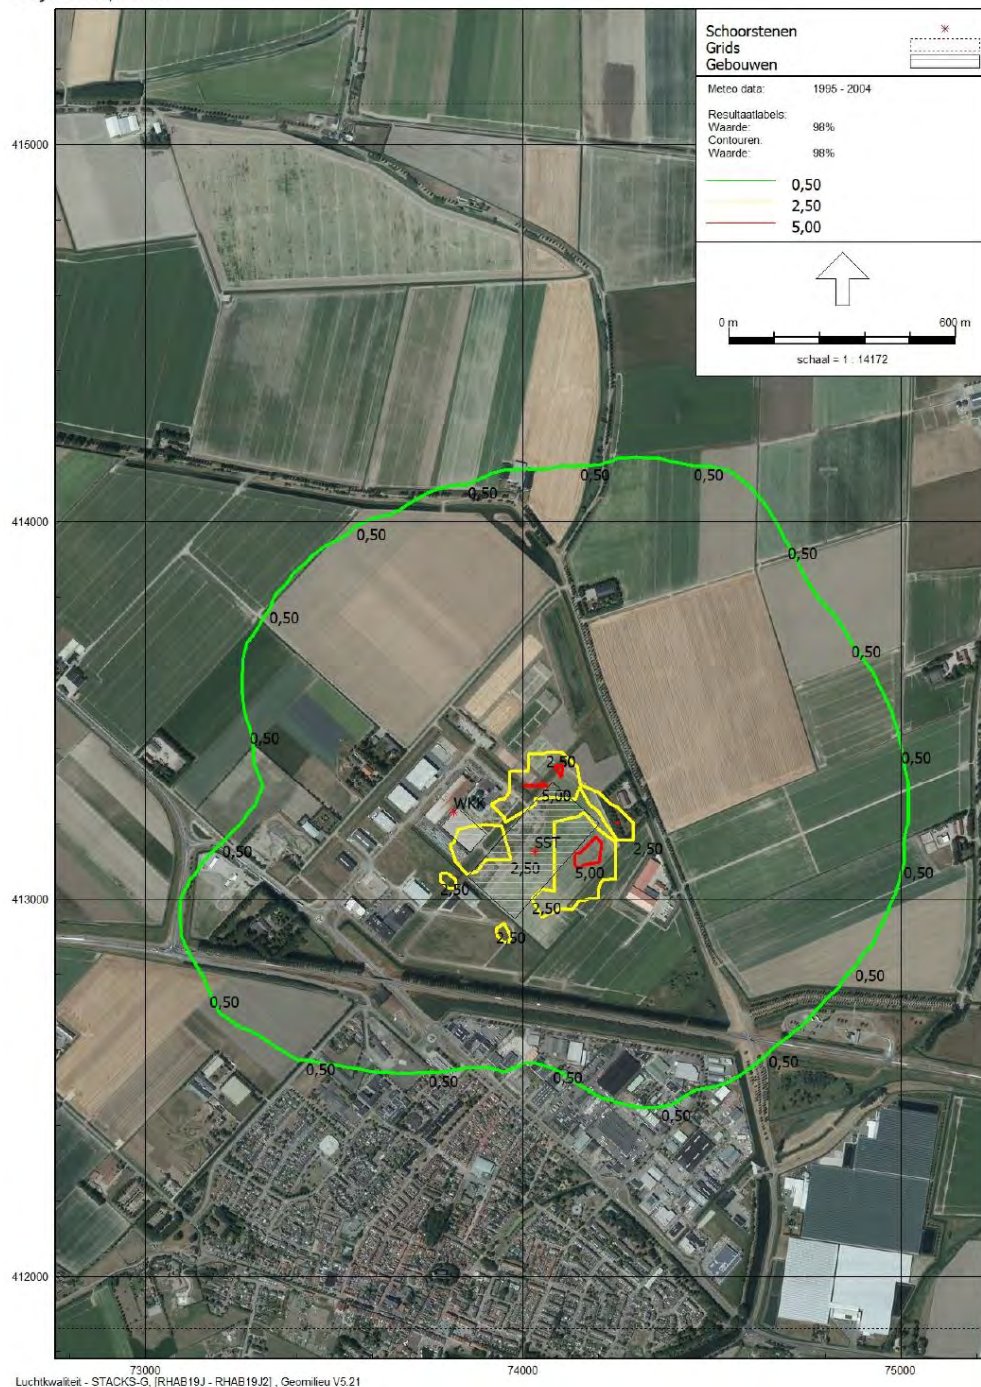 Schoorstenen
Grids
Gebouwen
Meteo data: 1995 - 2004
Resultaatlabels:
Waarde: 98%
Contouren:
Waarde: 98%
0,50
2,50
5,00
0 m 600 m
schaal = 1 : 14172
415000
414000
413000
412000
0,50
0,50
0,50
0,50
0,50
0,50
0,50
0,50
0,50
0,50
2,50
5,00
WKK
SST
2,50
2,50
5,00
2,50
2,50
2,50
0,50
0,50
0,50
0,50
0,50
0,50
0,50
0,50
0,50
73000 74000 75000
Luchtkwaliteit - STACKS-G, [RHAB19J - RHAB19J2] , Geomilieu V5.21